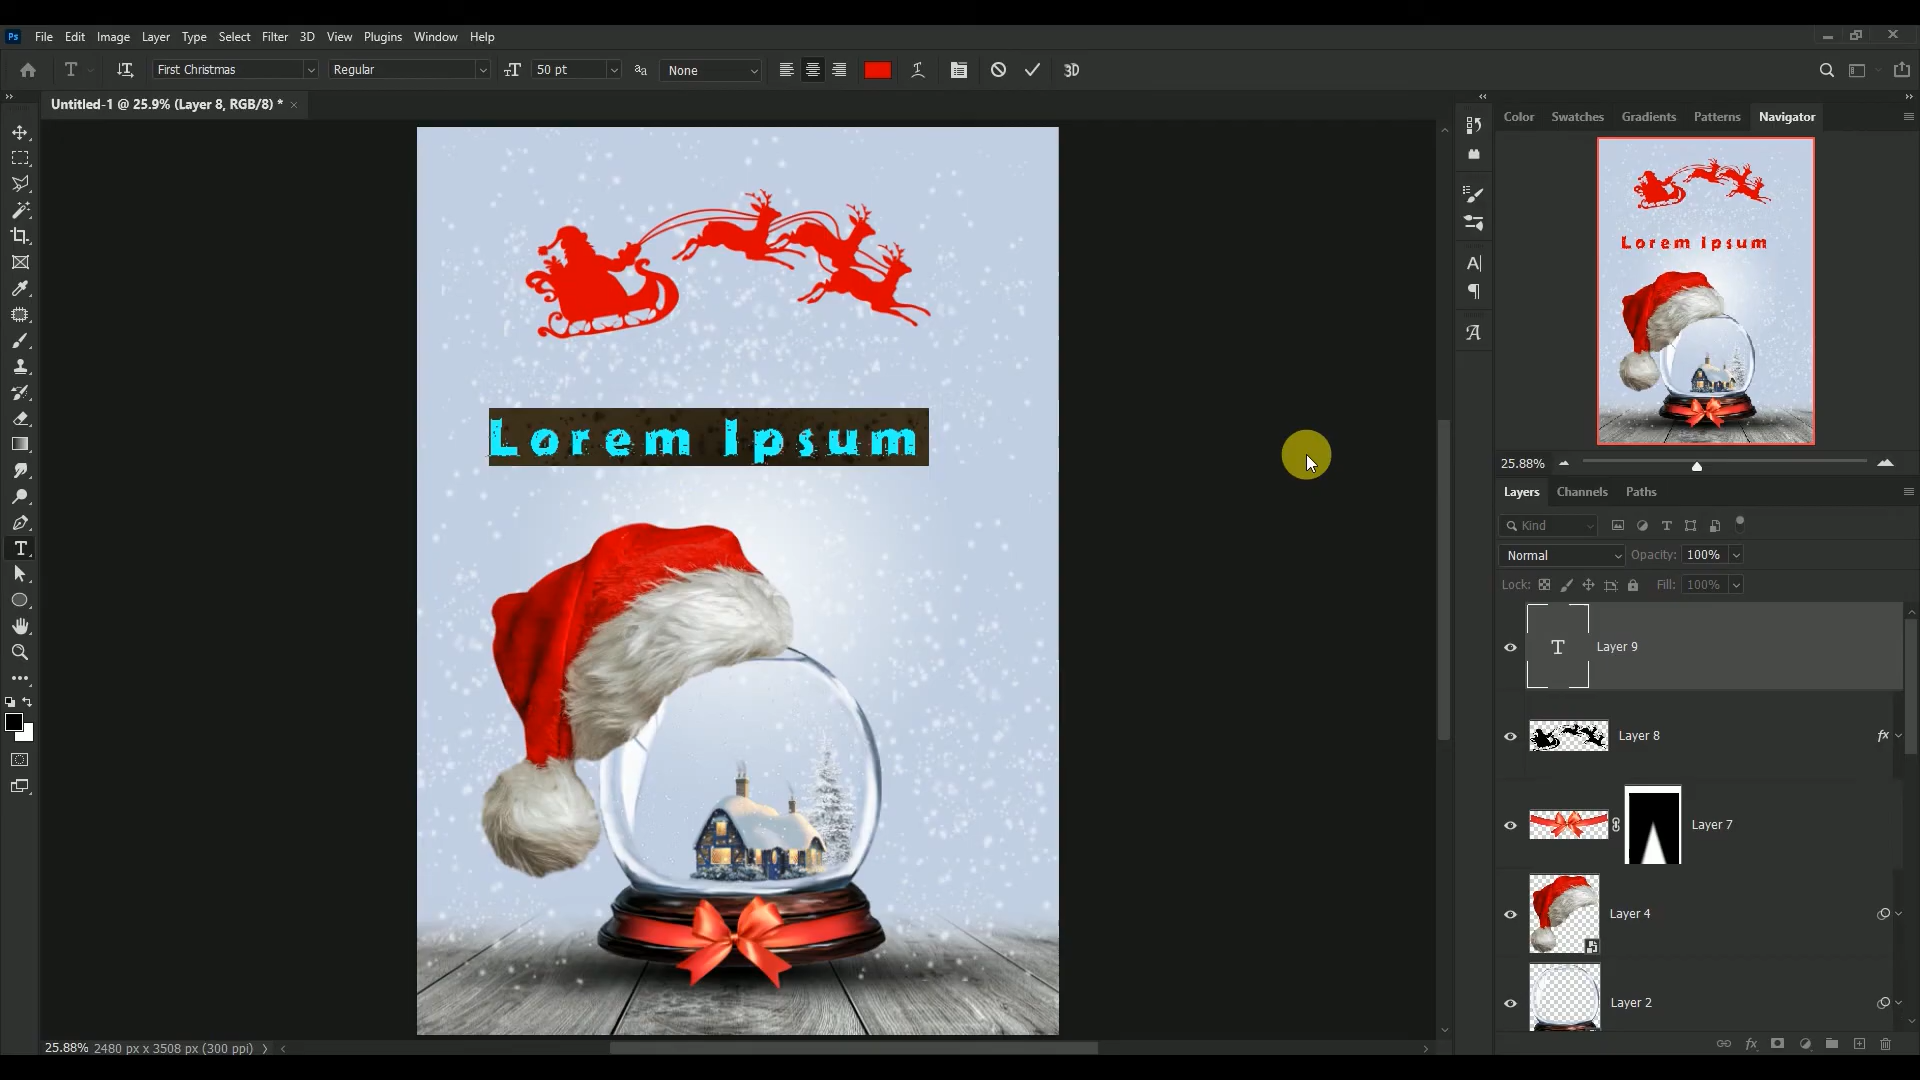 Ps File Edit Image Layer Type Select Filter 3D View Plugins Window Help
First Christmas Regular 50 pt None 3D
Untitled-1 @ 25.9% (Layer 8, RGB/8) * ×
Color Swatches Gradients Patterns Navigator
Lorem Ipsum
Lorem Ipsum
25.88%
Layers Channels Paths
Kind
Normal Opacity: 100%
Lock: Fill: 100%
T Layer 9
Layer 8 fx
Layer 7
Layer 4
Layer 2
25.88% 2480 px x 3508 px (300 ppi)